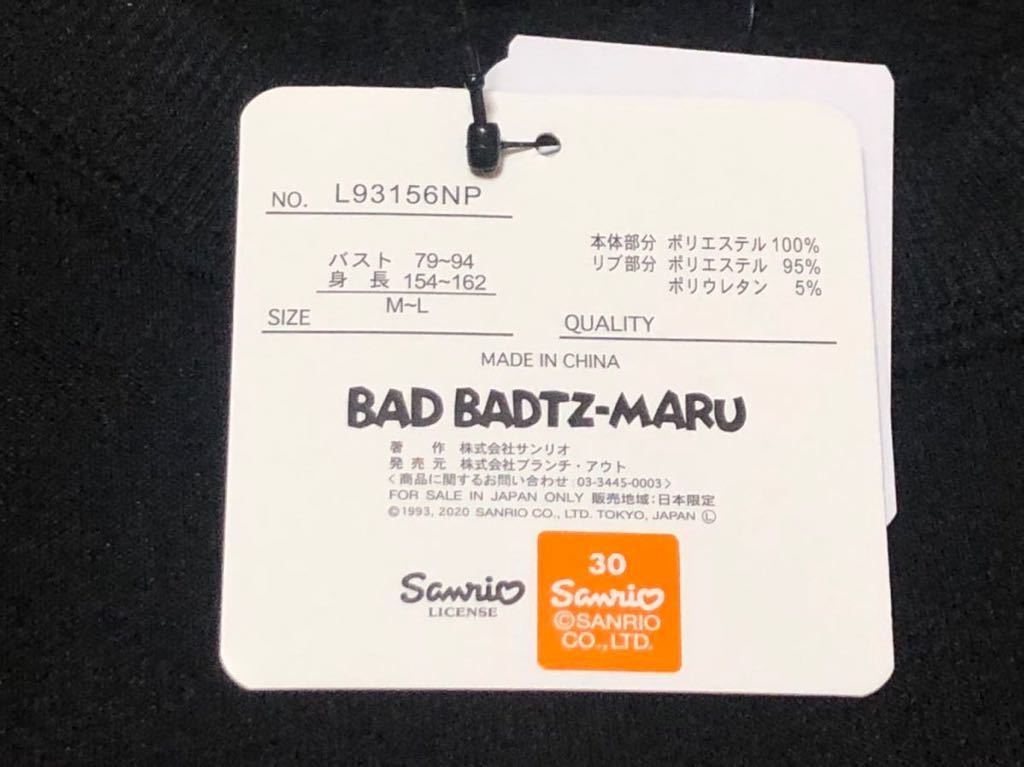 NO. L93156NP
バスト 79~94
身 長 154~162
M~L
SIZE
本体部分 ポリエステル 100%
リブ部分 ポリエステル 95%
ポリウレタン 5%
QUALITY
MADE IN CHINA
BAD BADTZ-MARU
著 作 株式会社サンリオ
発 売 元 株式会社ブランチ・アウト
〈商品に関するお問い合わせ:03-3445-0003〉
FOR SALE IN JAPAN ONLY 販売地域:日本限定
©1993, 2020 SANRIO CO., LTD. TOKYO, JAPAN Ⓛ
Sanrio
LICENSE
30
Sanrio
©SANRIO
CO.,LTD.